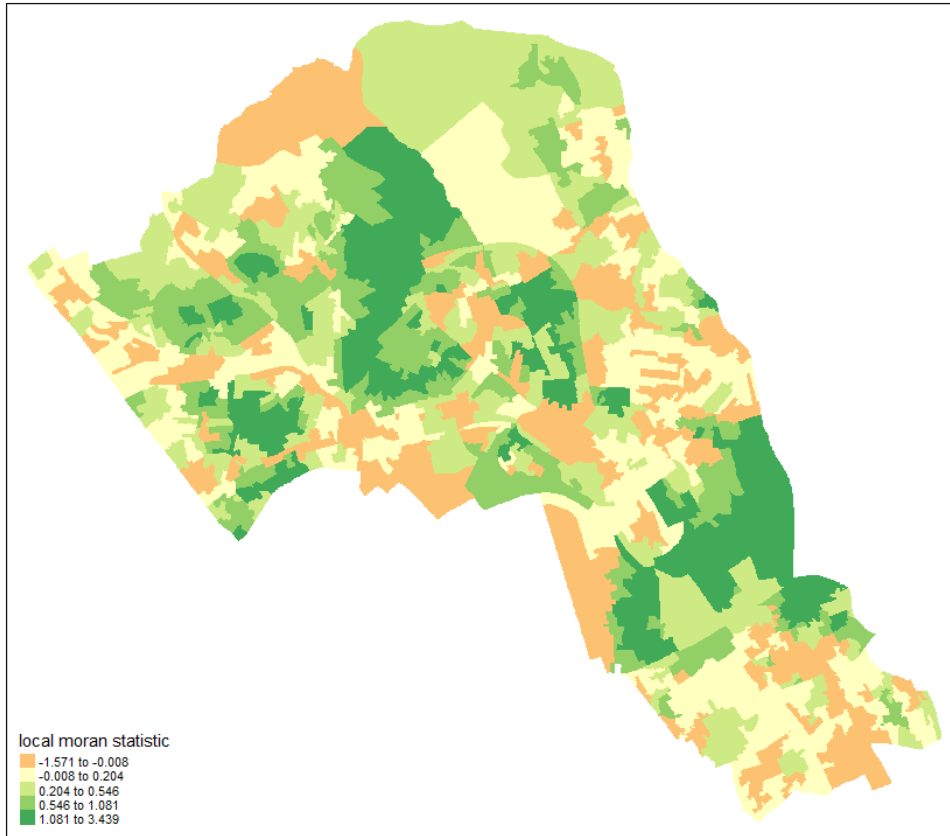 local moran statistic
-1.571 to -0.008
-0.008 to 0.204
0.204 to 0.546
0.546 to 1.081
1.081 to 3.439